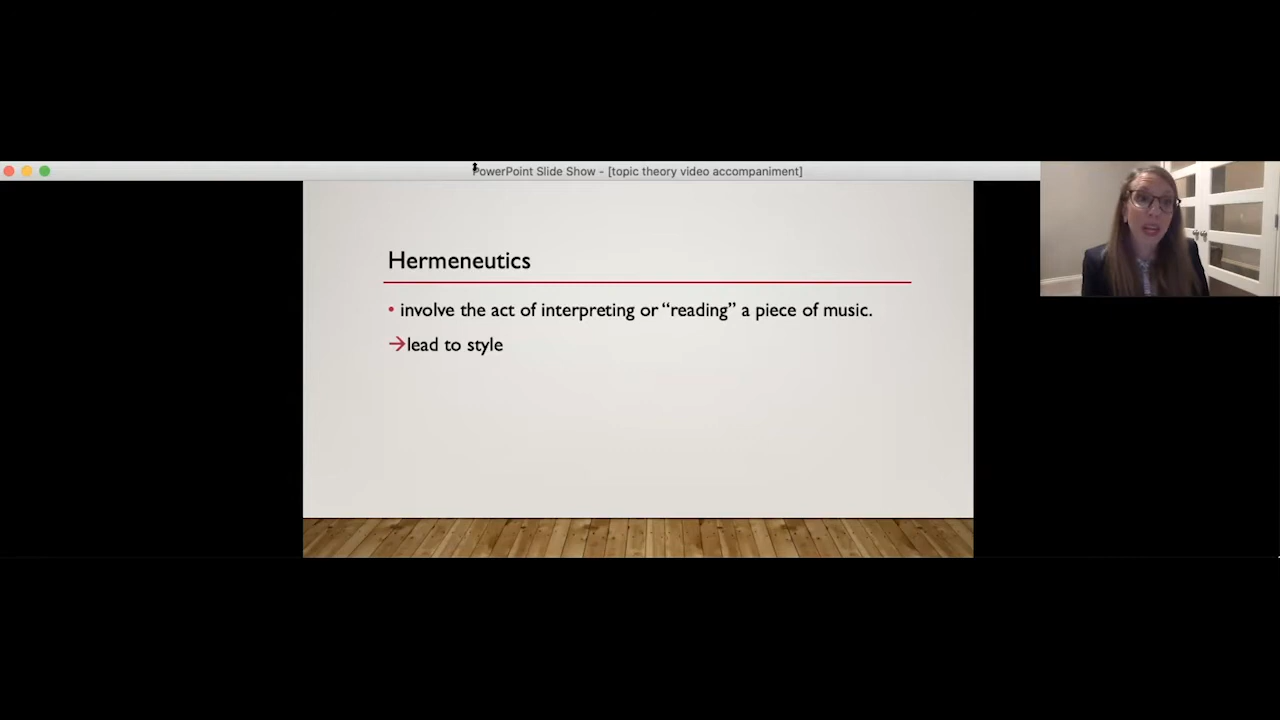 PowerPoint Slide Show - [topic theory video accompaniment]
Hermeneutics
• involve the act of interpreting or “reading” a piece of music.
→lead to style